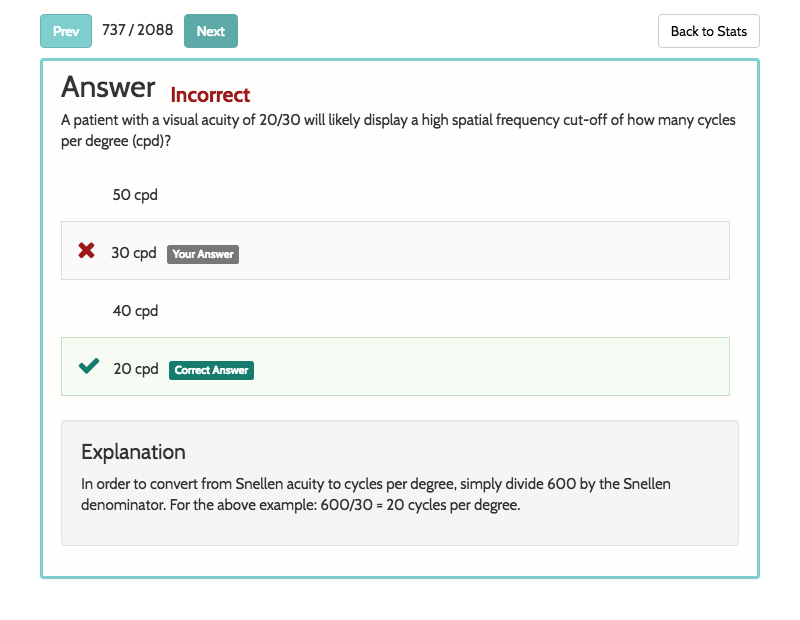 Prev 737 / 2088 Next Back to Stats
Answer Incorrect
A patient with a visual acuity of 20/30 will likely display a high spatial frequency cut-off of how many cycles
per degree (cpd)?
50 cpd
30 cpd Your Answer
40 cpd
20 cpd Correct Answer
Explanation
In order to convert from Snellen acuity to cycles per degree, simply divide 600 by the Snellen
denominator. For the above example: 600/30 = 20 cycles per degree.